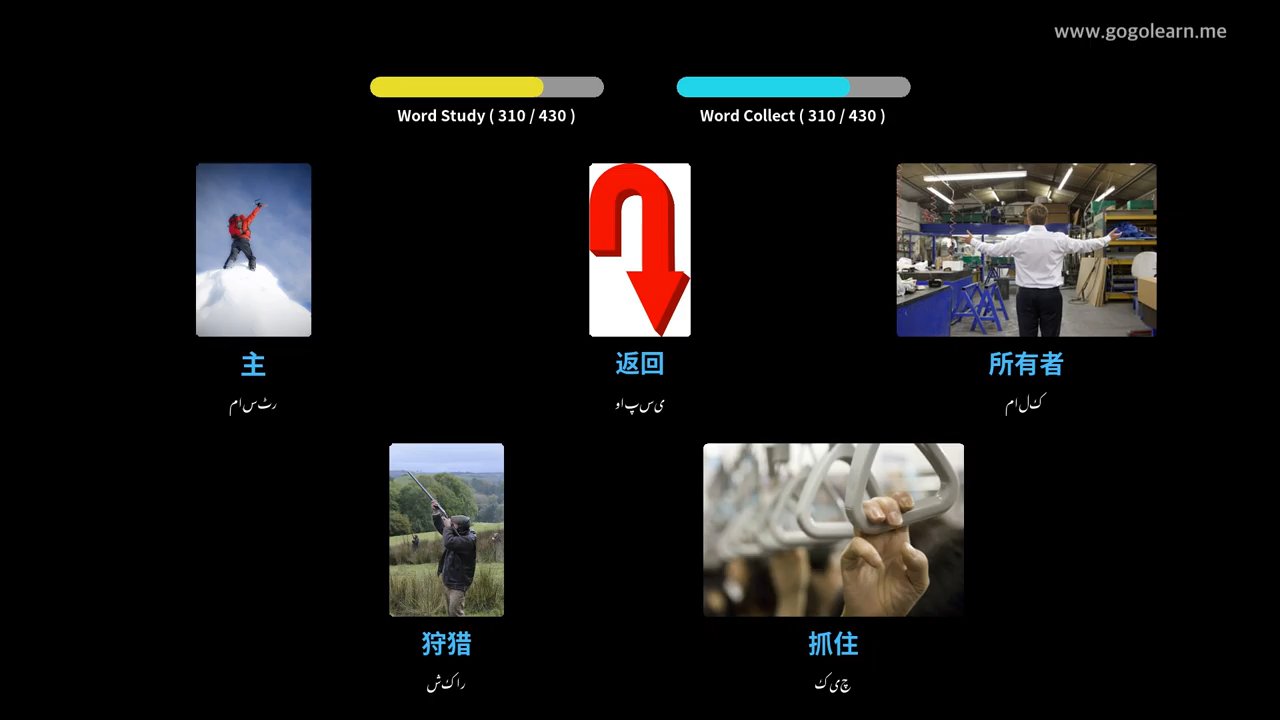 www.gogolearn.me
Word Study ( 310 / 430 )
Word Collect ( 310 / 430 )
主
返回
所有者
ماسٹر
واپسی
مالک
狩猎
抓住
شکار
کیچ